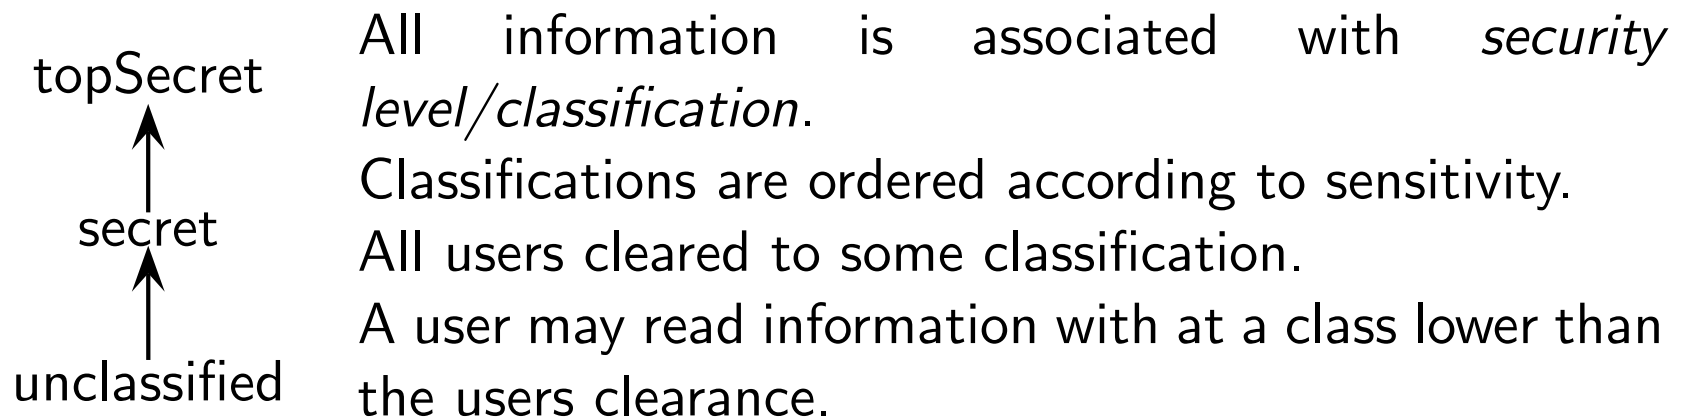 topSecret
secret
unclassified
All information is associated with security
level/classification.
Classifications are ordered according to sensitivity.
All users cleared to some classification.
A user may read information with at a class lower than
the users clearance.